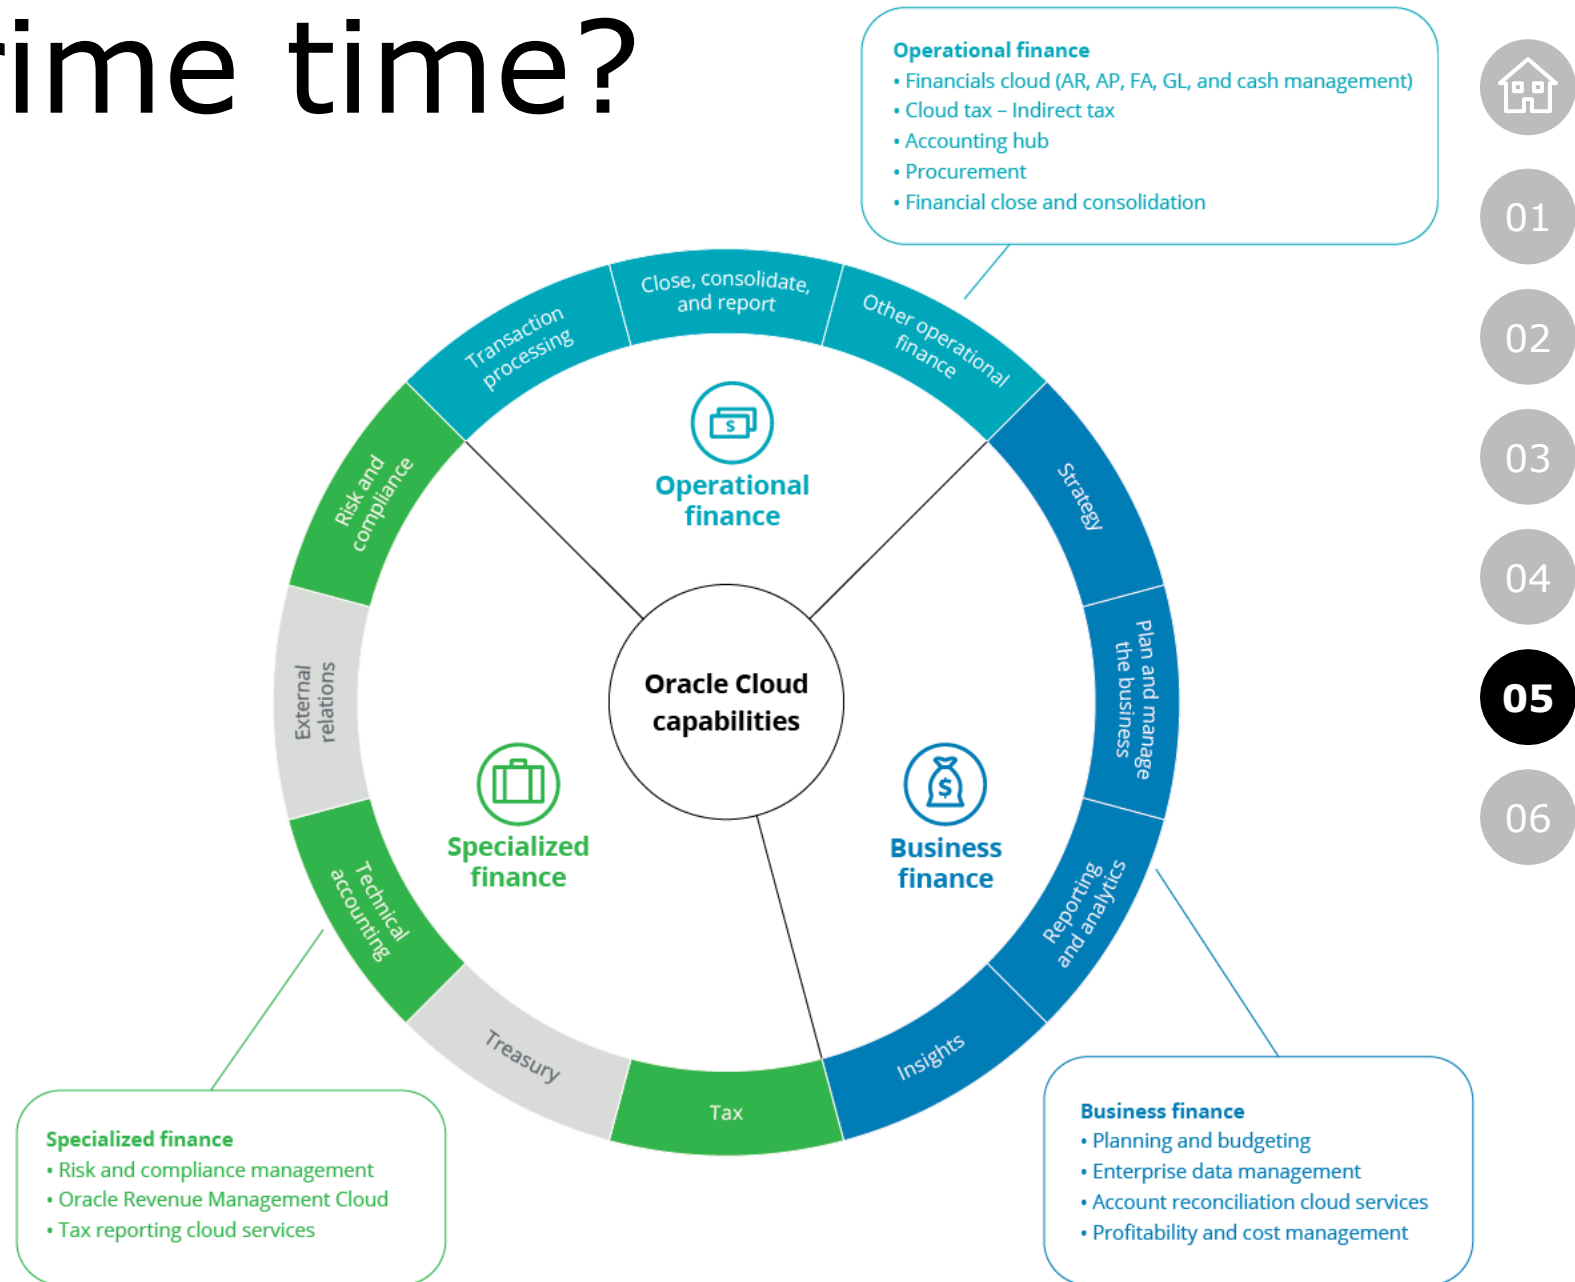 rime time?
Operational finance
• Financials cloud (AR, AP, FA, GL, and cash management)
• Cloud tax – Indirect tax
• Accounting hub
• Procurement
• Financial close and consolidation
01
02
03
04
05
06
Transaction
processing
Close, consolidate,
and report
Other operational
finance
Strategy
Plan and manage
the business
Reporting
and analytics
Insights
Tax
Treasury
Technical
accounting
External
relations
Risk and
compliance
$
Operational
finance
Oracle Cloud
capabilities
Specialized
finance
$
Business
finance
Specialized finance
• Risk and compliance management
• Oracle Revenue Management Cloud
• Tax reporting cloud services
Business finance
• Planning and budgeting
• Enterprise data management
• Account reconciliation cloud services
• Profitability and cost management